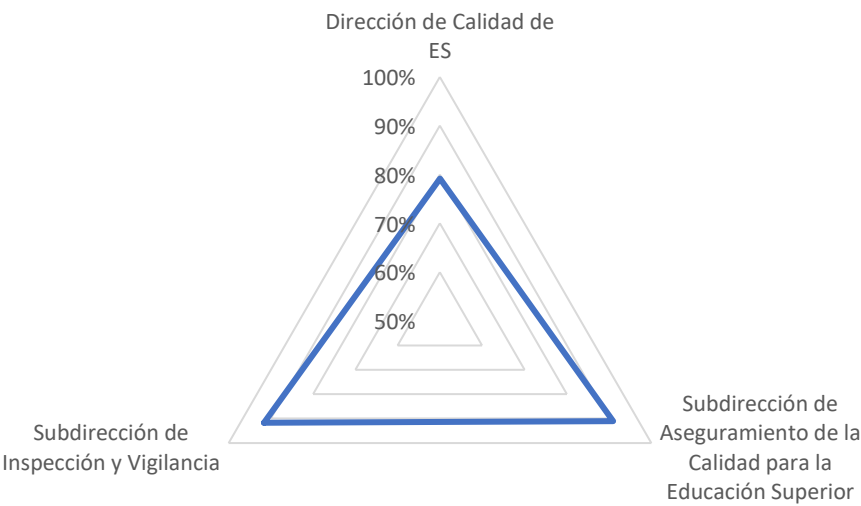 Dirección de Calidad de
ES
100%
90%
80%
70%
60%
50%
Subdirección de
Inspección y Vigilancia
Subdirección de
Aseguramiento de la
Calidad para la
Educación Superior